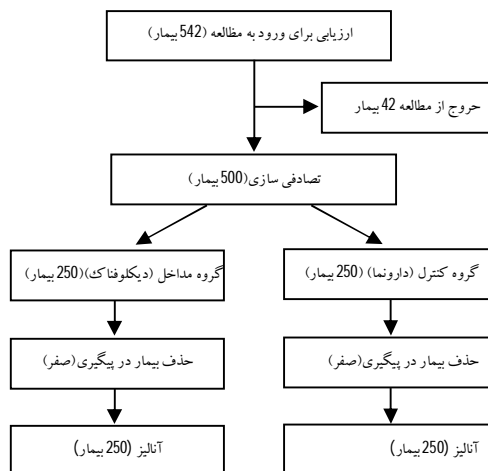 ارزیابی برای ورود به مظالعه (542 بیمار)
حروج از مطالعه 42 بیمار
تصادفی سازی(500 بیمار)
گروه مداخل (دیکلوفناک)(250 بیمار)
گروه کنترل (دارونما) (250 بیمار)
حذف بیمار در پیگیری(صفر)
حذف بیمار در پیگیری(صفر)
آنالیز (250 بیمار)
آنالیز (250 بیمار)